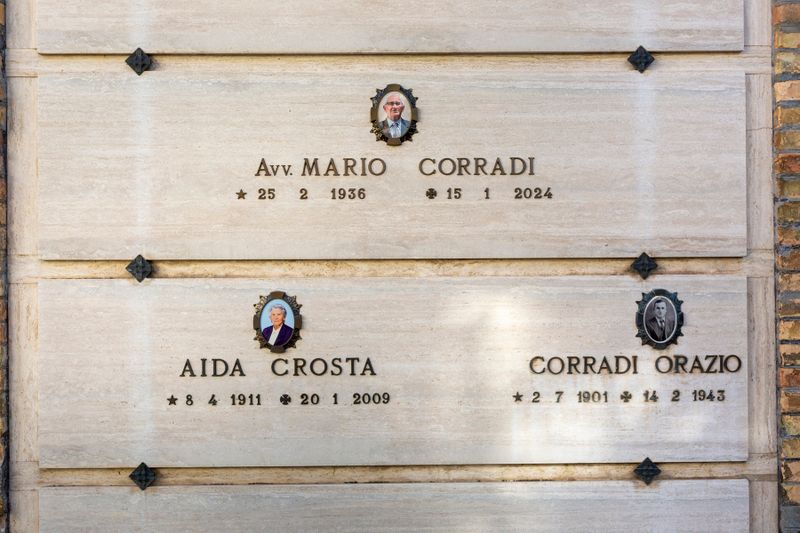 Avv. MARIO CORRADI
★ 25 2 1936 ✠ 15 1 2024
AIDA CROSTA
★ 8 4 1911 ✠ 20 1 2009
CORRADI ORAZIO
★ 2 7 1901 ✠ 14 2 1943